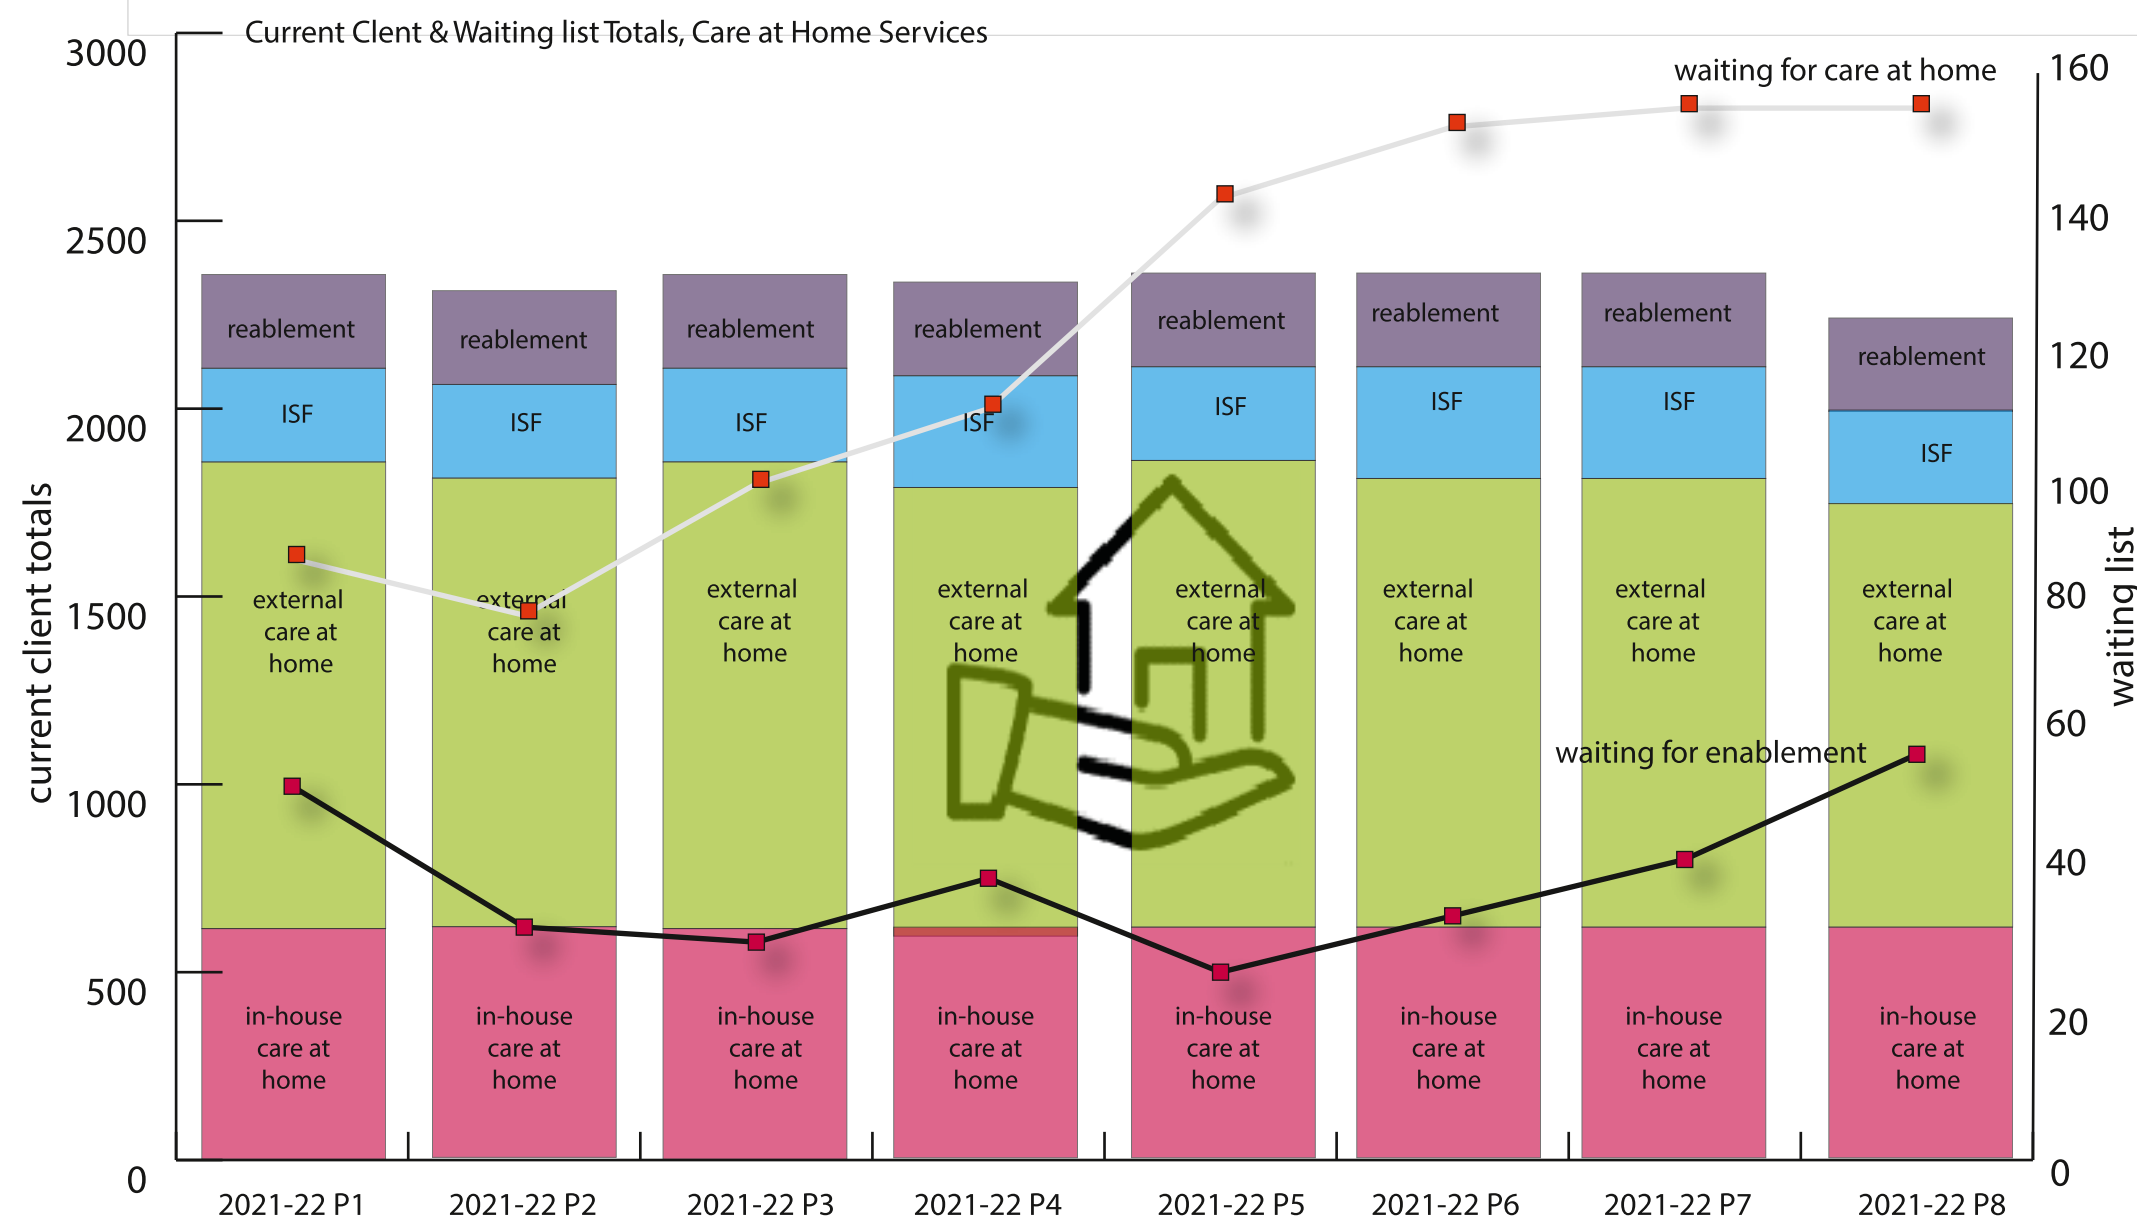 Current Clent & Waiting list Totals, Care at Home Services
3000
2500
2000
1500
1000
500
0
current client totals
160
140
120
100
80
60
40
20
0
waiting list
waiting for care at home
waiting for enablement
reablement
ISF
external
care at
home
in-house
care at
home
reablement
ISF
external
care at
home
in-house
care at
home
reablement
ISF
external
care at
home
in-house
care at
home
reablement
ISF
external
care at
home
in-house
care at
home
reablement
ISF
external
care at
home
in-house
care at
home
reablement
ISF
external
care at
home
in-house
care at
home
reablement
ISF
external
care at
home
in-house
care at
home
reablement
ISF
external
care at
home
in-house
care at
home
2021-22 P1
2021-22 P2
2021-22 P3
2021-22 P4
2021-22 P5
2021-22 P6
2021-22 P7
2021-22 P8